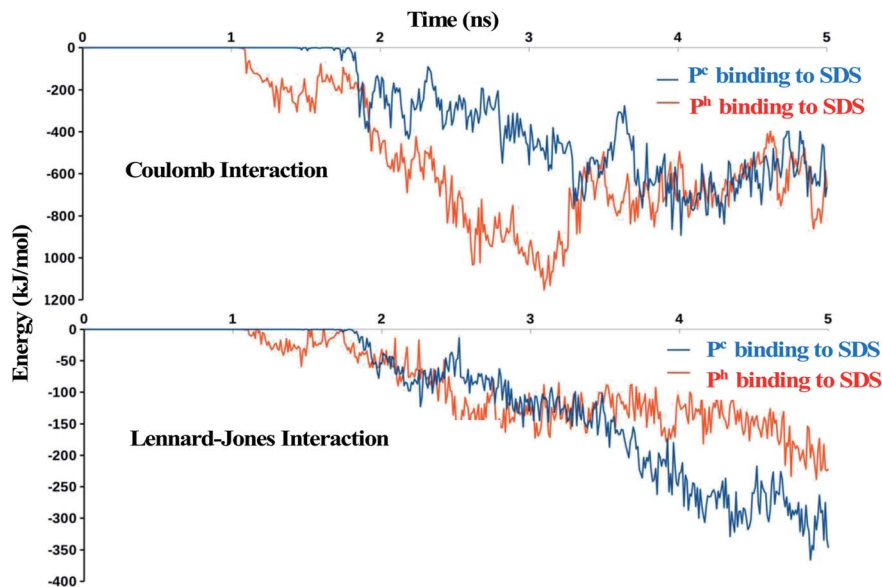 Time (ns)
0 1 2 3 4 5
0
-200
-400
-600
800
1000
1200
Pᶜ binding to SDS
Pʰ binding to SDS
Coulomb Interaction
Energy (kJ/mol)
0 1 2 3 4 5
0
-50
-100
-150
-200
-250
-300
-350
-400
Pᶜ binding to SDS
Pʰ binding to SDS
Lennard-Jones Interaction